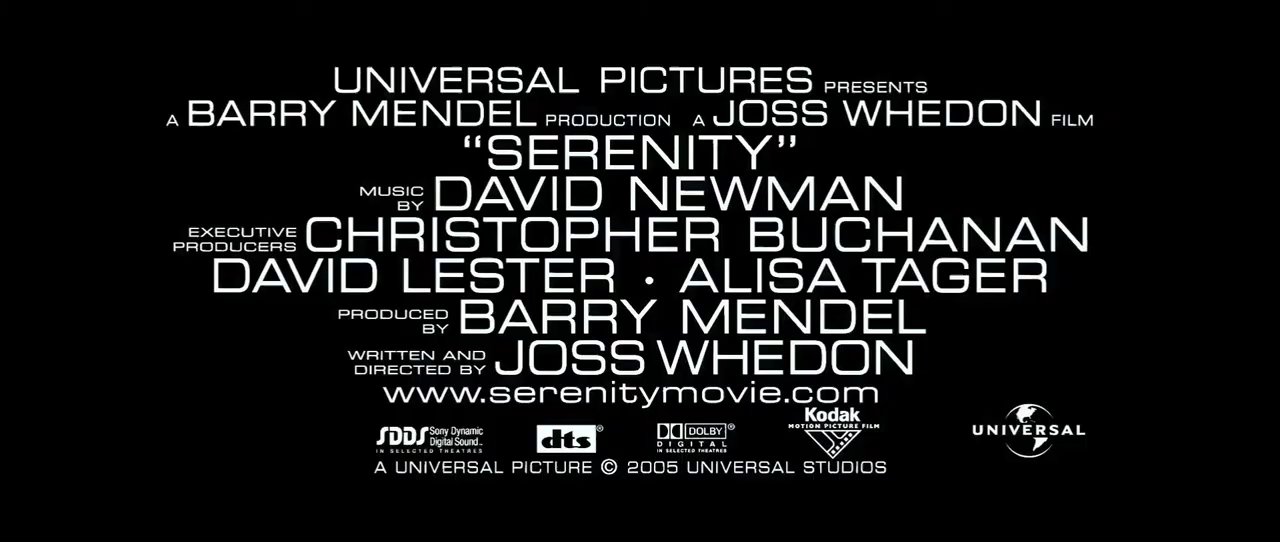 UNIVERSAL PICTURES PRESENTS
A BARRY MENDEL PRODUCTION A JOSS WHEDON FILM
"SERENITY"
MUSIC BY DAVID NEWMAN
EXECUTIVE PRODUCERS CHRISTOPHER BUCHANAN
DAVID LESTER · ALISA TAGER
PRODUCED BY BARRY MENDEL
WRITTEN AND DIRECTED BY JOSS WHEDON
www.serenitymovie.com
SDDS Sony Dynamic Digital Sound™ IN SELECTED THEATRES
dts®
DOLBY® DIGITAL IN SELECTED THEATRES
Kodak MOTION PICTURE FILM
UNIVERSAL
A UNIVERSAL PICTURE © 2005 UNIVERSAL STUDIOS